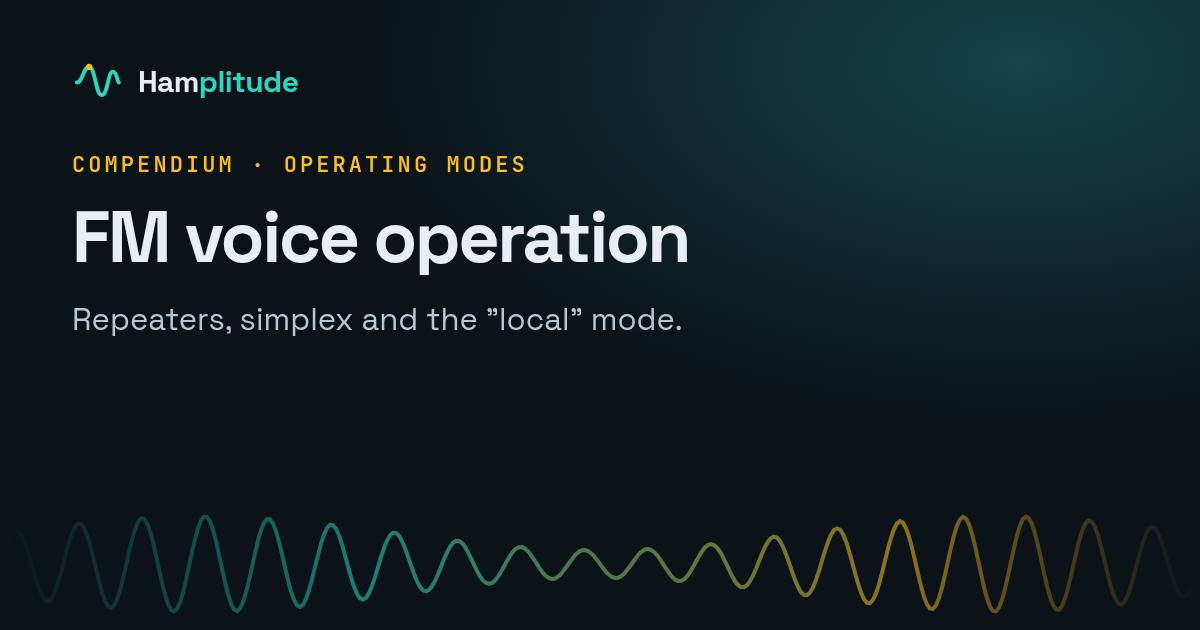 Hamplitude
COMPENDIUM · OPERATING MODES
FM voice operation
Repeaters, simplex and the ”local” mode.